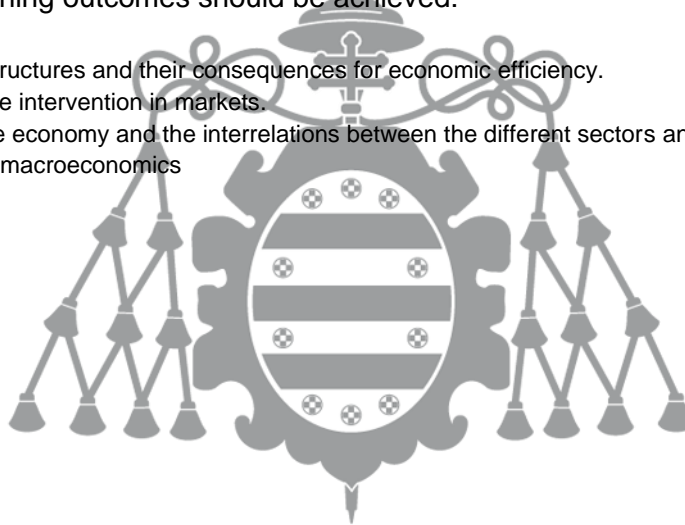 ning outcomes should be achieved:
ructures and their consequences for economic efficiency.
e intervention in markets.
e economy and the interrelations between the different sectors an
macroeconomics